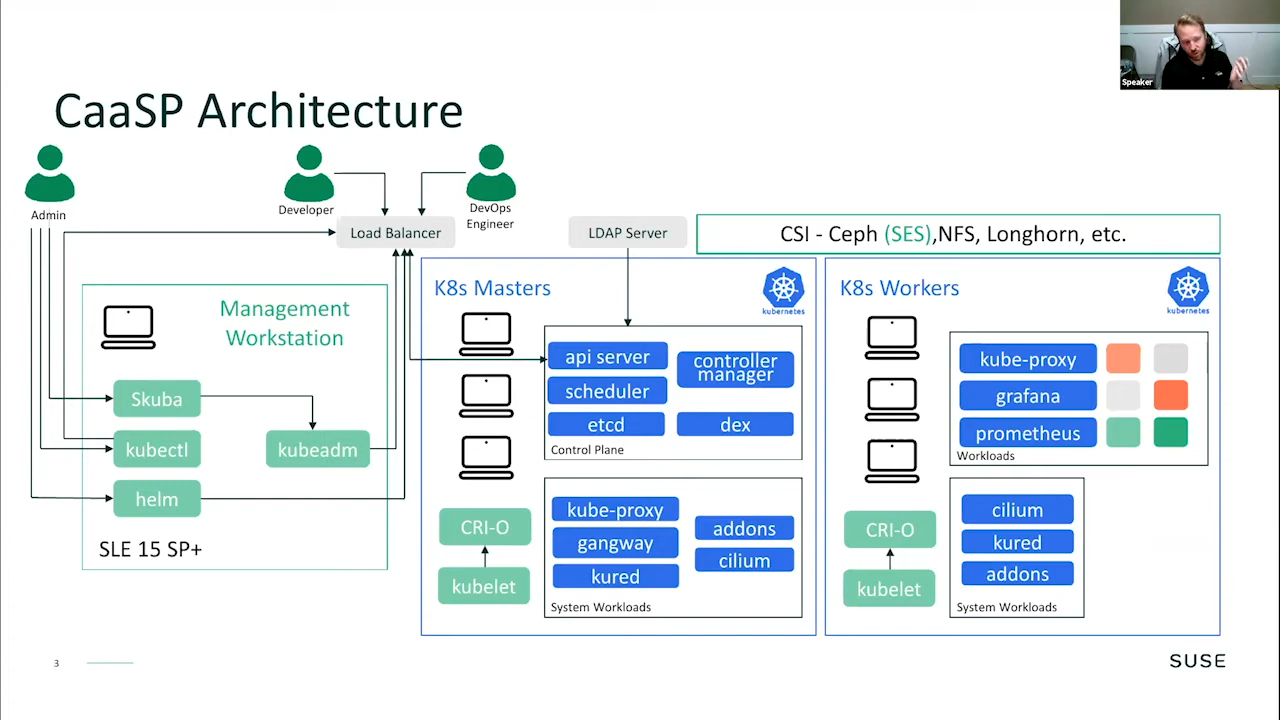 Speaker
CaaSP Architecture
Admin
Developer
DevOps
Engineer
Load Balancer
LDAP Server
CSI - Ceph (SES),NFS, Longhorn, etc.
Management
Workstation
Skuba
kubectl
kubeadm
helm
SLE 15 SP+
K8s Masters
kubernetes
api server
controller
manager
scheduler
etcd
dex
Control Plane
CRI-O
kubelet
kube-proxy
addons
gangway
cilium
kured
System Workloads
K8s Workers
kubernetes
kube-proxy
grafana
prometheus
Workloads
CRI-O
kubelet
cilium
kured
addons
System Workloads
3
SUSE